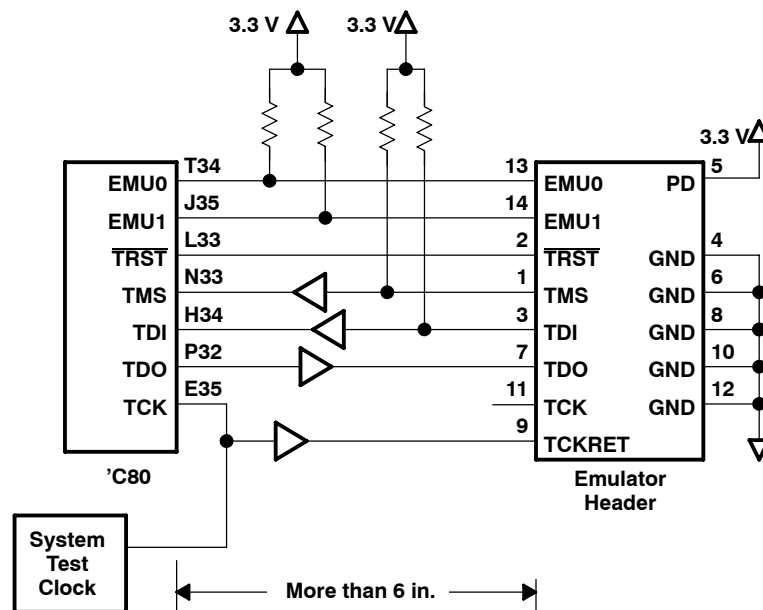 3.3 V 3.3 V
3.3 V
T34 13 5
EMU0 EMU0 PD
J35 14
EMU1 EMU1
L33 2 4
TRST TRST GND
N33 1 6
TMS TMS GND
H34 3 8
TDI TDI GND
P32 7 10
TDO TDO GND
E35 11 12
TCK TCK GND
9
TCKRET
'C80
Emulator
Header
System
Test
Clock
More than 6 in.